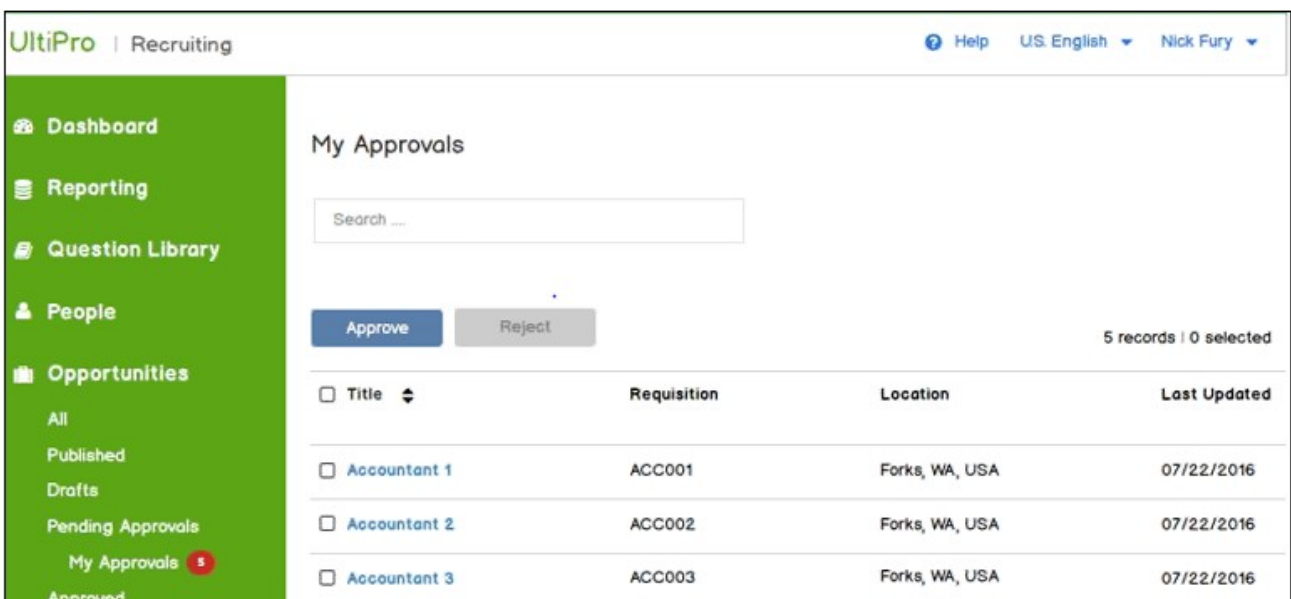 UltiPro | Recruiting
Help U.S. English Nick Fury
Dashboard
Reporting
Question Library
People
Opportunities
All
Published
Drafts
Pending Approvals
My Approvals 5
Approved
My Approvals
Search ....
Approve Reject
5 records | 0 selected
Title Requisition Location Last Updated
Accountant 1 ACC001 Forks, WA, USA 07/22/2016
Accountant 2 ACC002 Forks, WA, USA 07/22/2016
Accountant 3 ACC003 Forks, WA, USA 07/22/2016